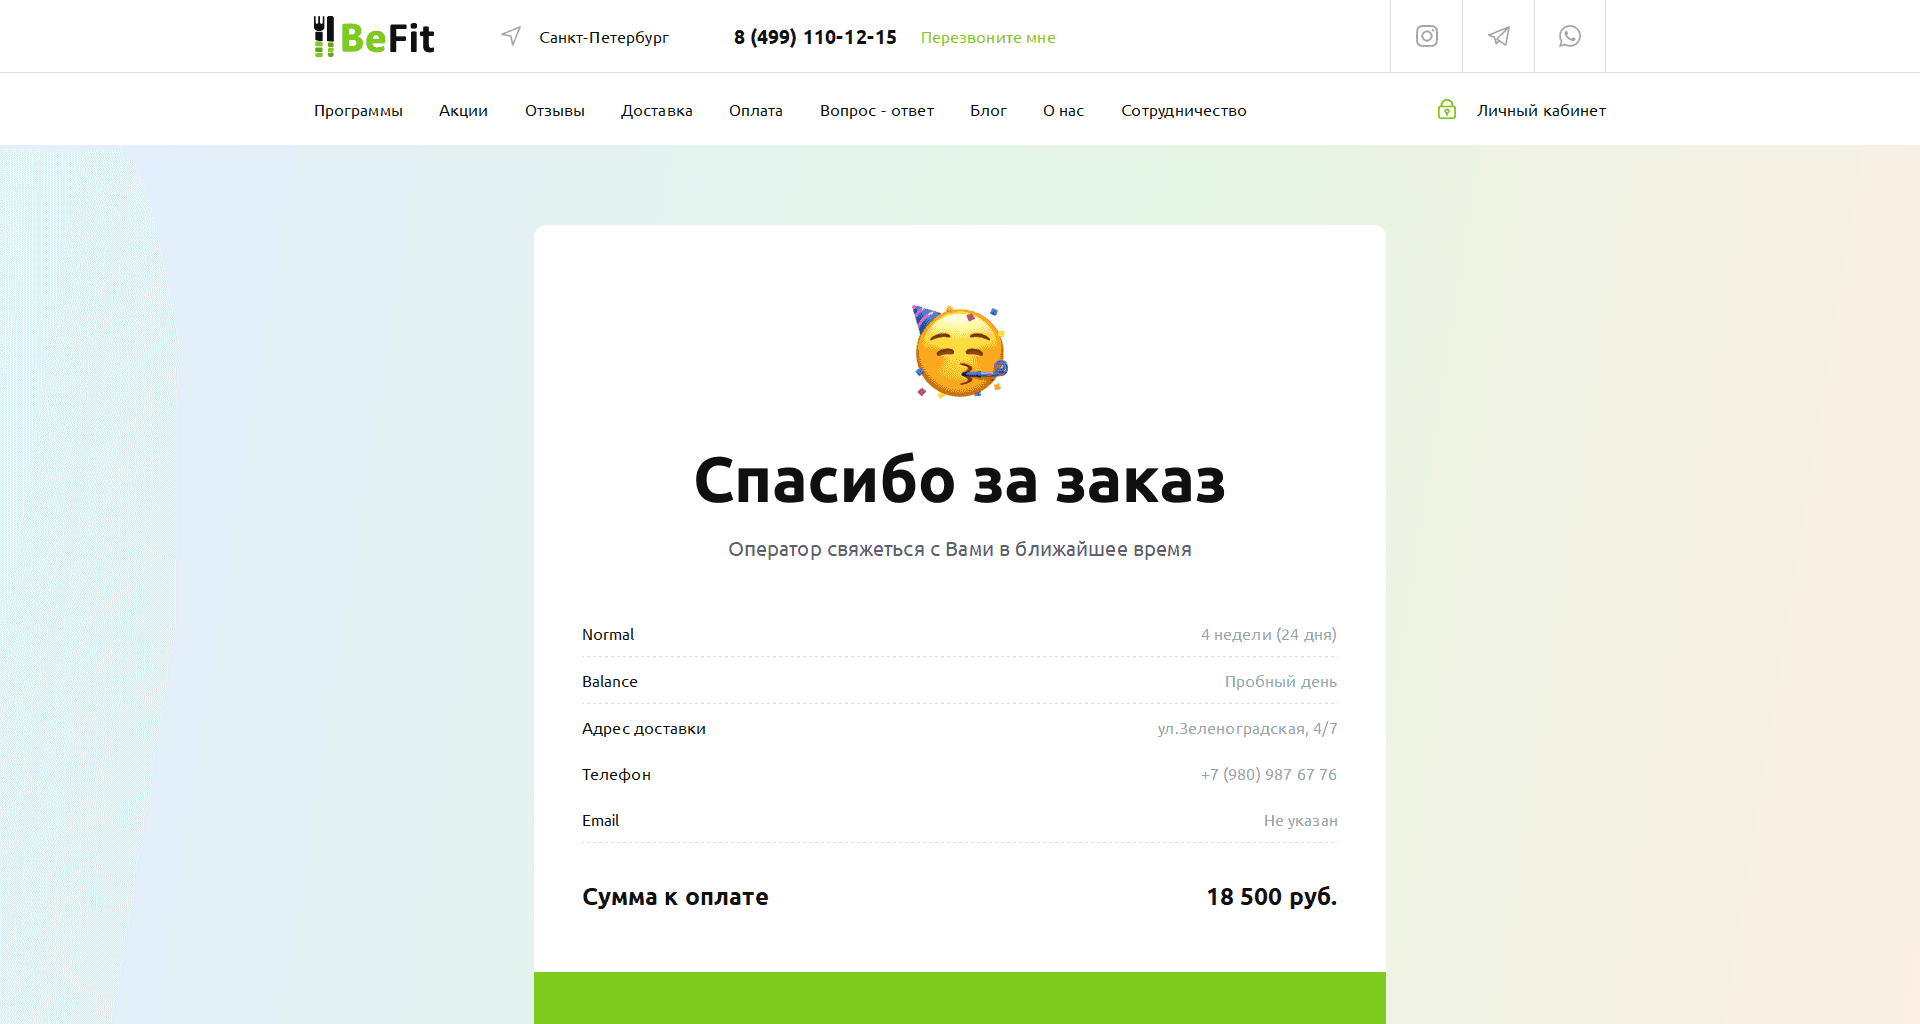 BeFit
Санкт-Петербург
8 (499) 110-12-15
Перезвоните мне
Программы
Акции
Отзывы
Доставка
Оплата
Вопрос - ответ
Блог
О нас
Сотрудничество
Личный кабинет
Спасибо за заказ
Оператор свяжеться с Вами в ближайшее время
Normal 4 недели (24 дня)
Balance Пробный день
Адрес доставки ул.Зеленоградская, 4/7
Телефон +7 (980) 987 67 76
Email Не указан
Сумма к оплате 18 500 руб.